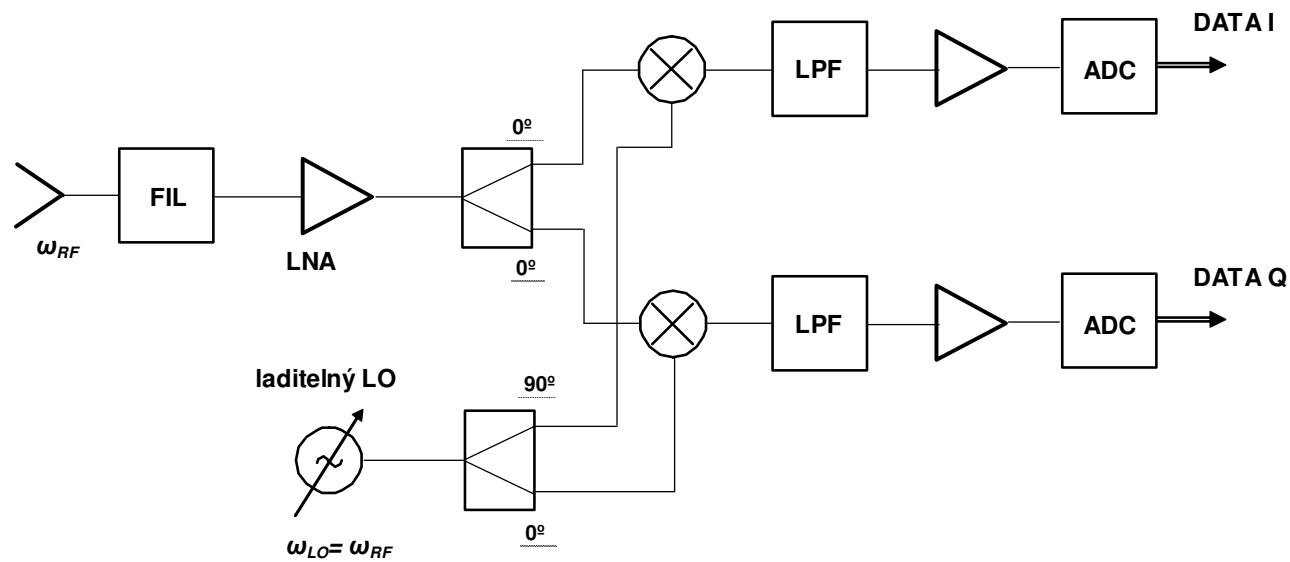 DATA I
LPF
ADC
0º
FIL
ω_RF
LNA
0º
DATA Q
LPF
ADC
laditelný LO
90º
0º
ω_LO= ω_RF